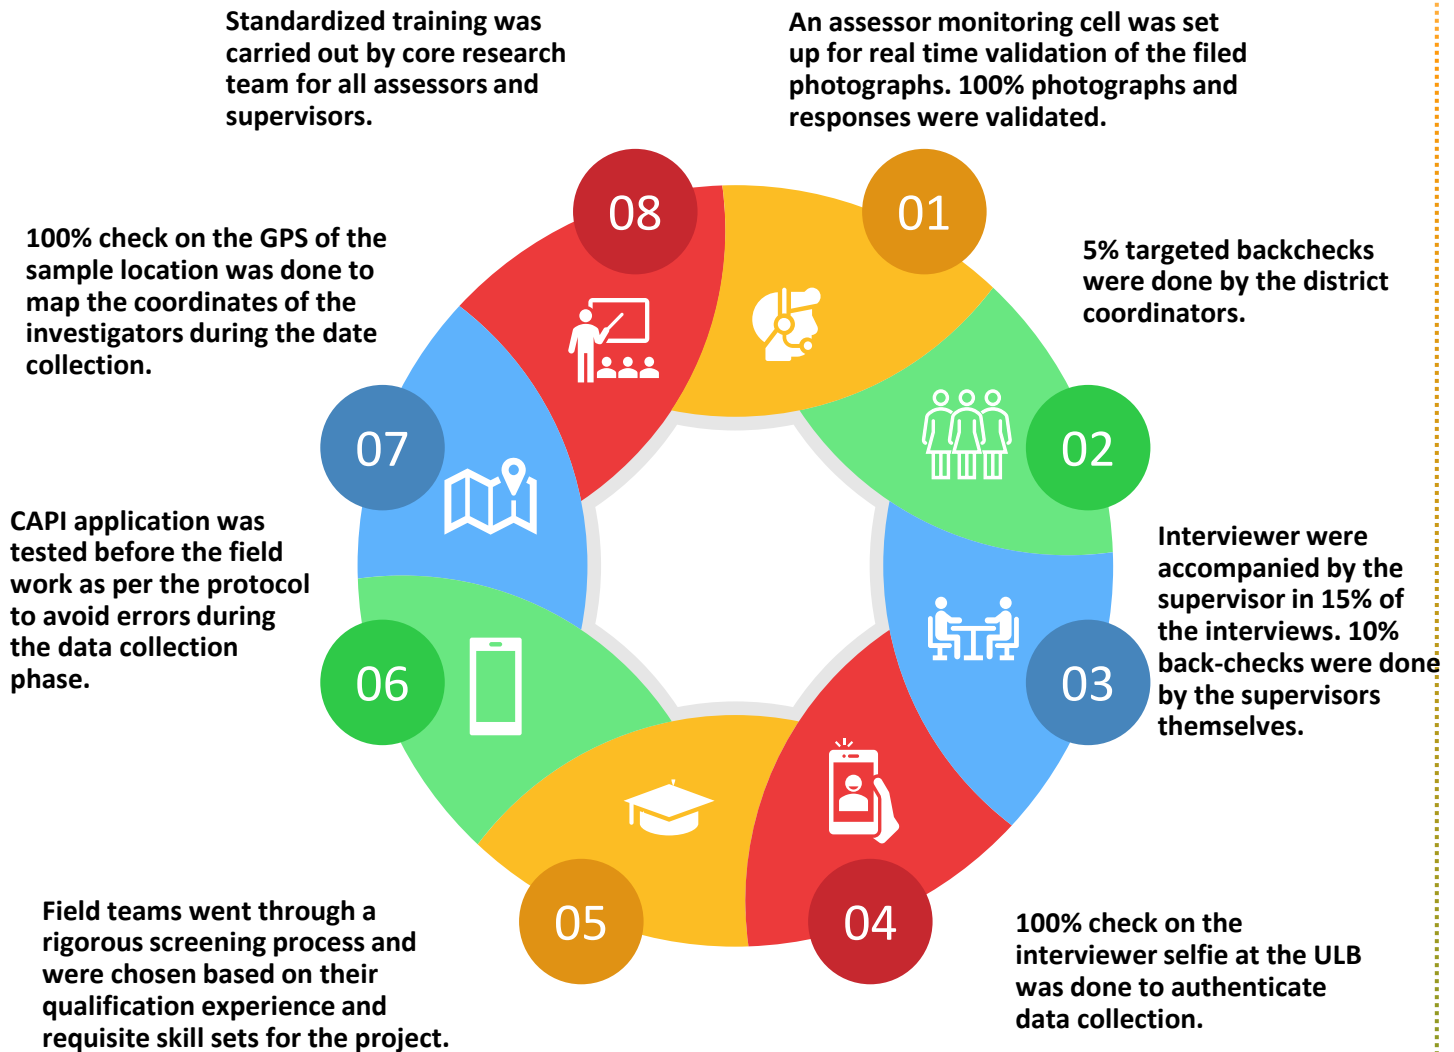 Standardized training was
carried out by core research
team for all assessors and
supervisors.
An assessor monitoring cell was set
up for real time validation of the filed
photographs. 100% photographs and
responses were validated.
08
01
100% check on the GPS of the
sample location was done to
map the coordinates of the
investigators during the date
collection.
5% targeted backchecks
were done by the district
coordinators.
07
02
CAPI application was
tested before the field
work as per the protocol
to avoid errors during
the data collection
phase.
Interviewer were
accompanied by the
supervisor in 15% of
the interviews. 10%
back-checks were done
by the supervisors
themselves.
06
03
05
04
Field teams went through a
rigorous screening process and
were chosen based on their
qualification experience and
requisite skill sets for the project.
100% check on the
interviewer selfie at the ULB
was done to authenticate
data collection.